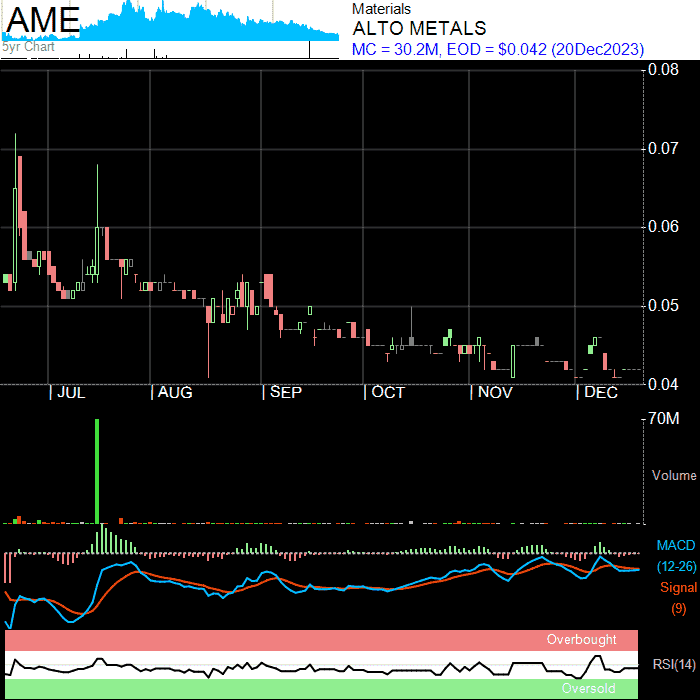 AME
5yr Chart
Materials
ALTO METALS
MC = 30.2M, EOD = $0.042 (20Dec2023)
0.08
0.07
0.06
0.05
0.04
JUL
AUG
SEP
OCT
NOV
DEC
70M
Volume
MACD
(12-26)
Signal
(9)
Overbought
RSI(14)
Oversold